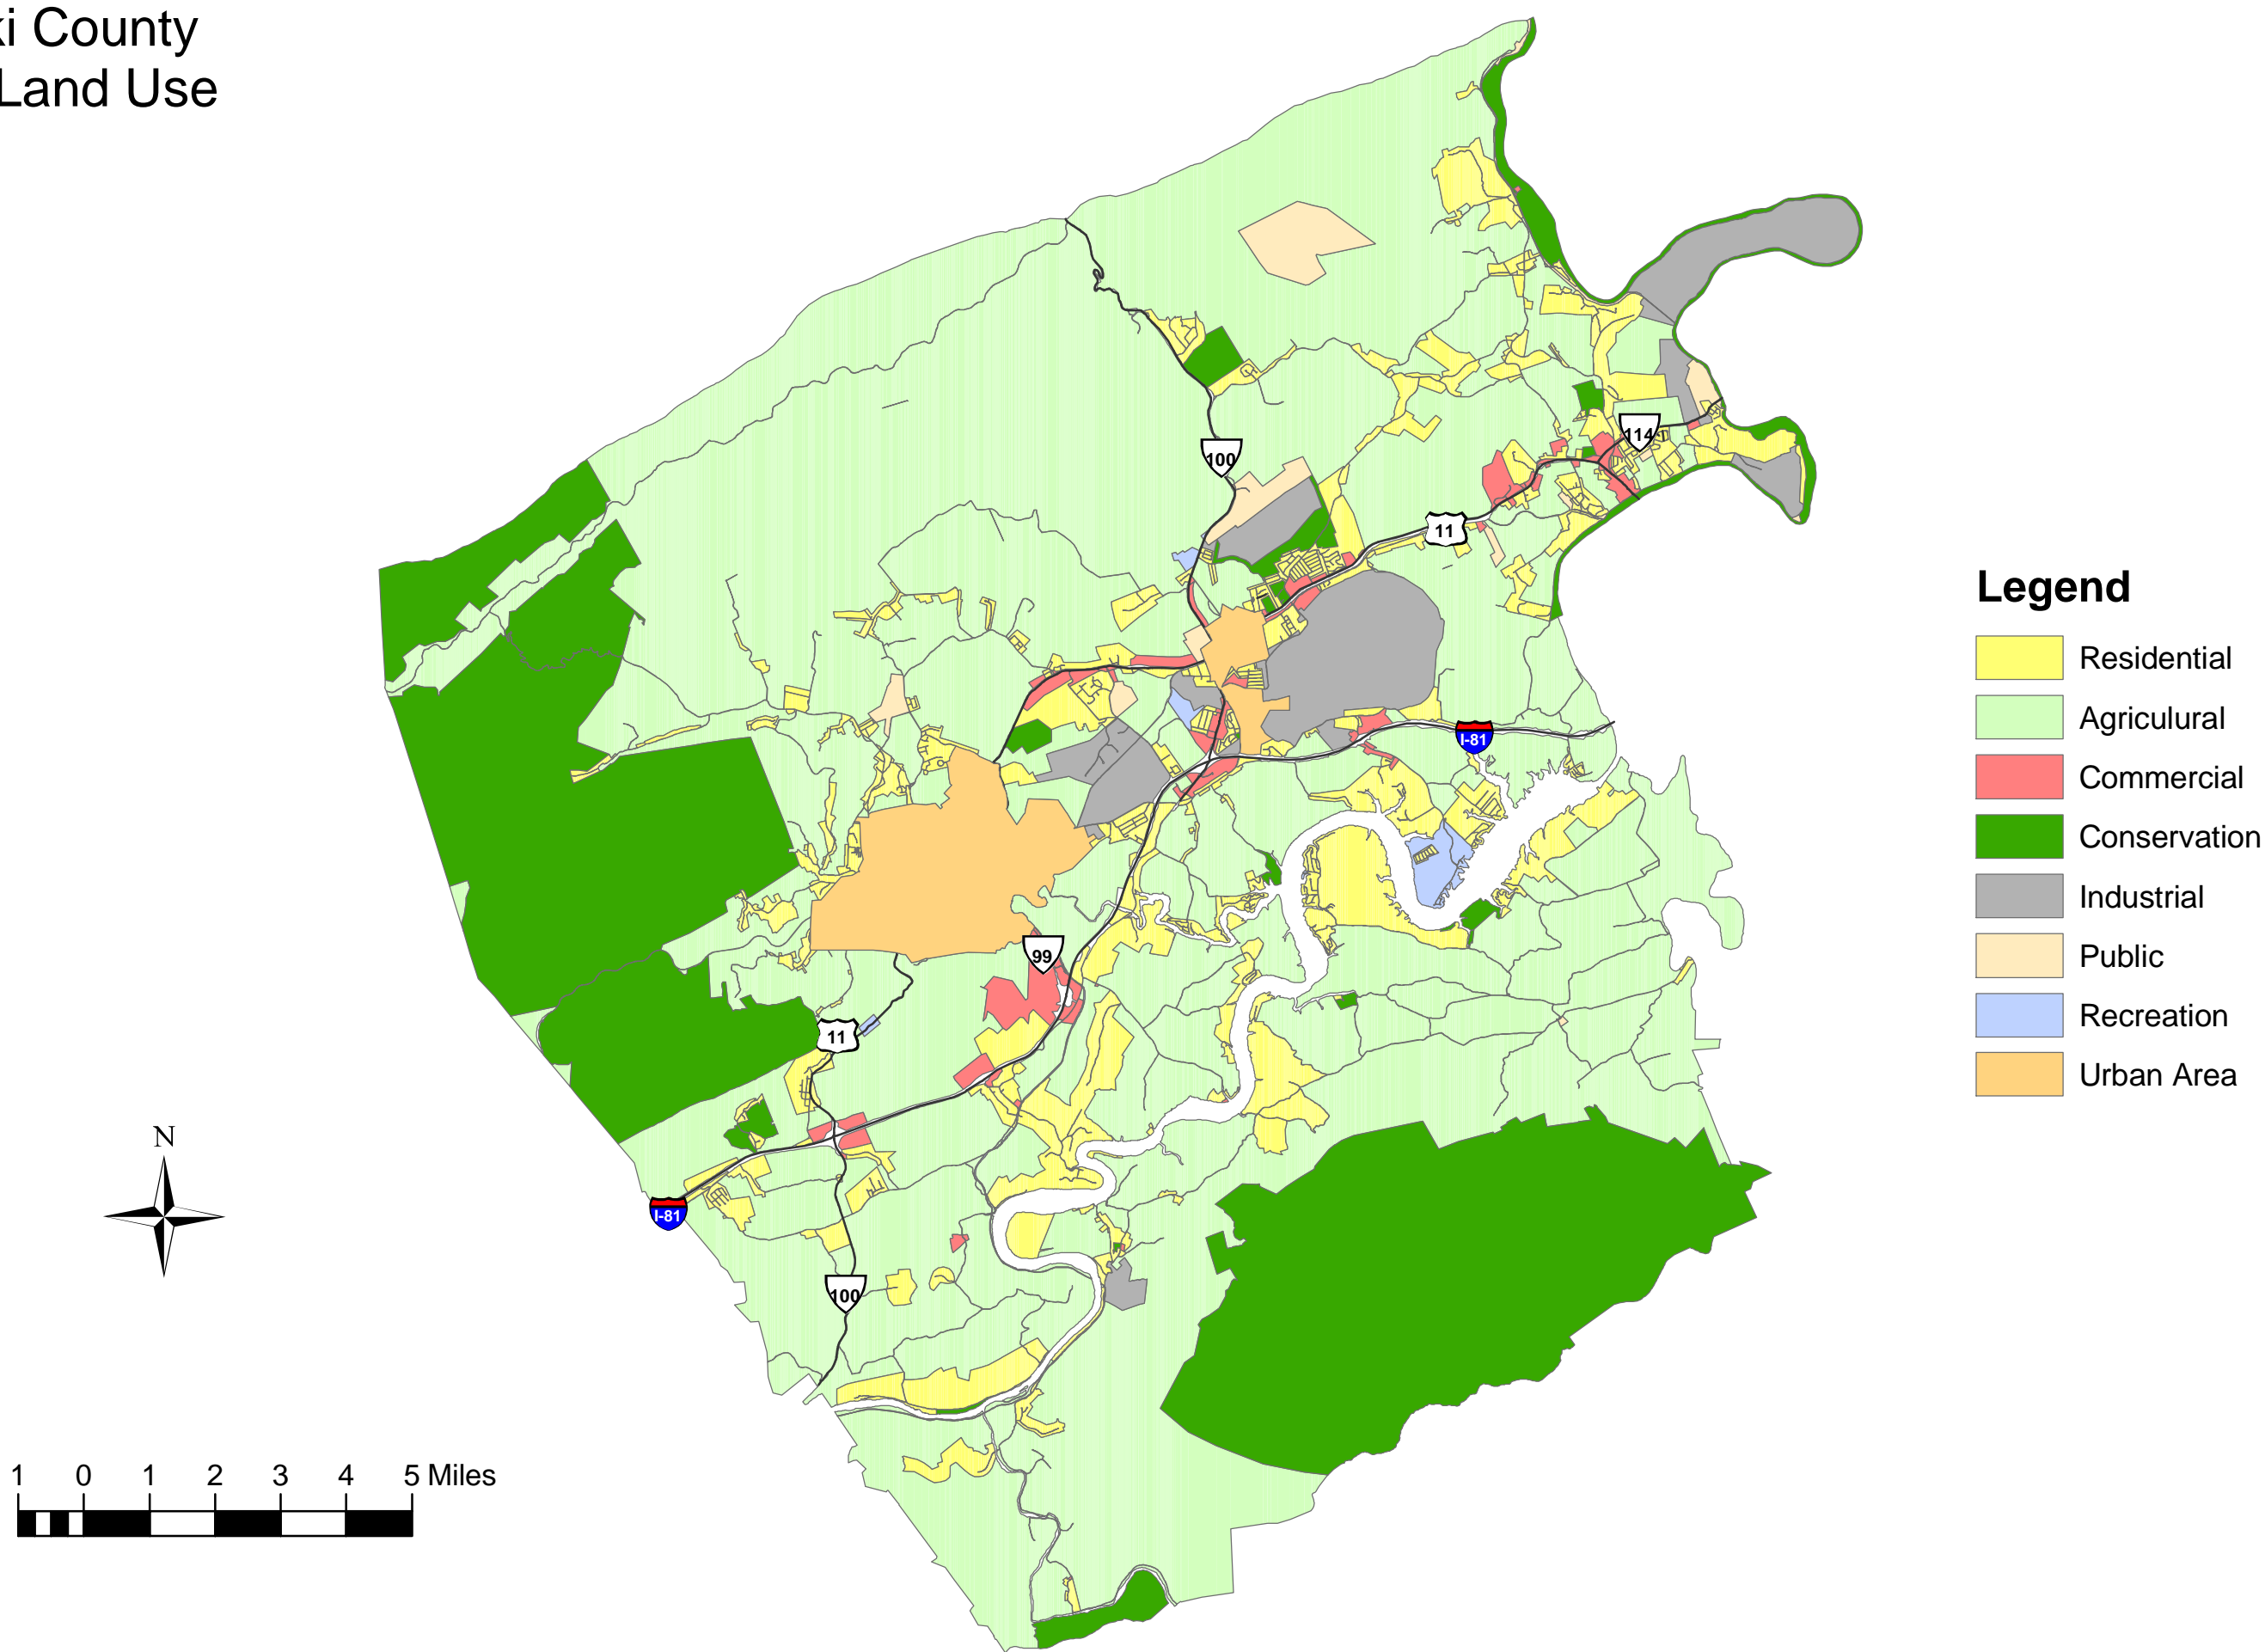 ki County
Land Use
100
114
11
I-81
99
11
I-81
100
Legend
Residential
Agriculural
Commercial
Conservation
Industrial
Public
Recreation
Urban Area
N
1 0 1 2 3 4 5 Miles